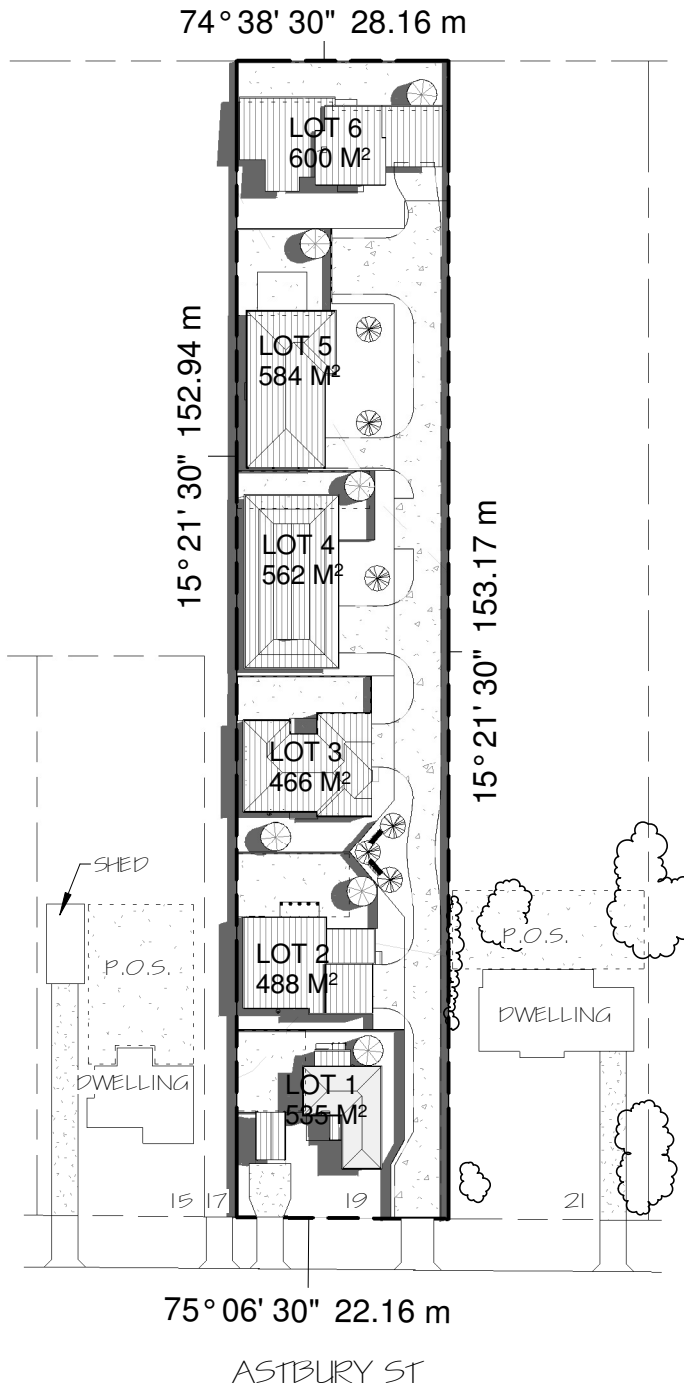 74° 38' 30" 28.16 m
LOT 6
600 M²
15° 21' 30" 152.94 m
LOT 5
584 M²
LOT 4
562 M²
15° 21' 30" 153.17 m
LOT 3
466 M²
SHED
P.O.S.
P.O.S.
LOT 2
488 M²
DWELLING
DWELLING
LOT 1
535 M²
15 17 19 21
75° 06' 30" 22.16 m
ASTBURY ST